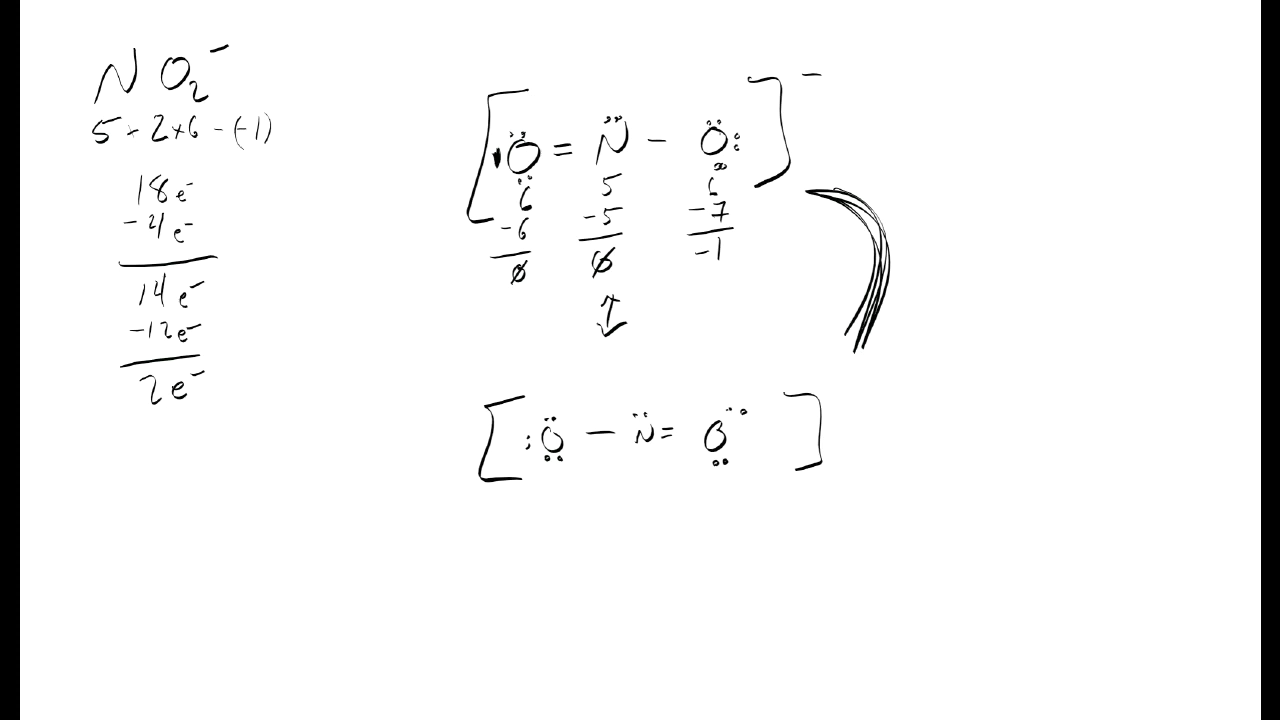 NO₂⁻
5 + 2×6 - (-1)
18e⁻
-4e⁻
14e⁻
-12e⁻
2e⁻
[O = N - O]⁻
6 5 6
-6 -5 -7
0 0 -1
↕
[O - N = O]